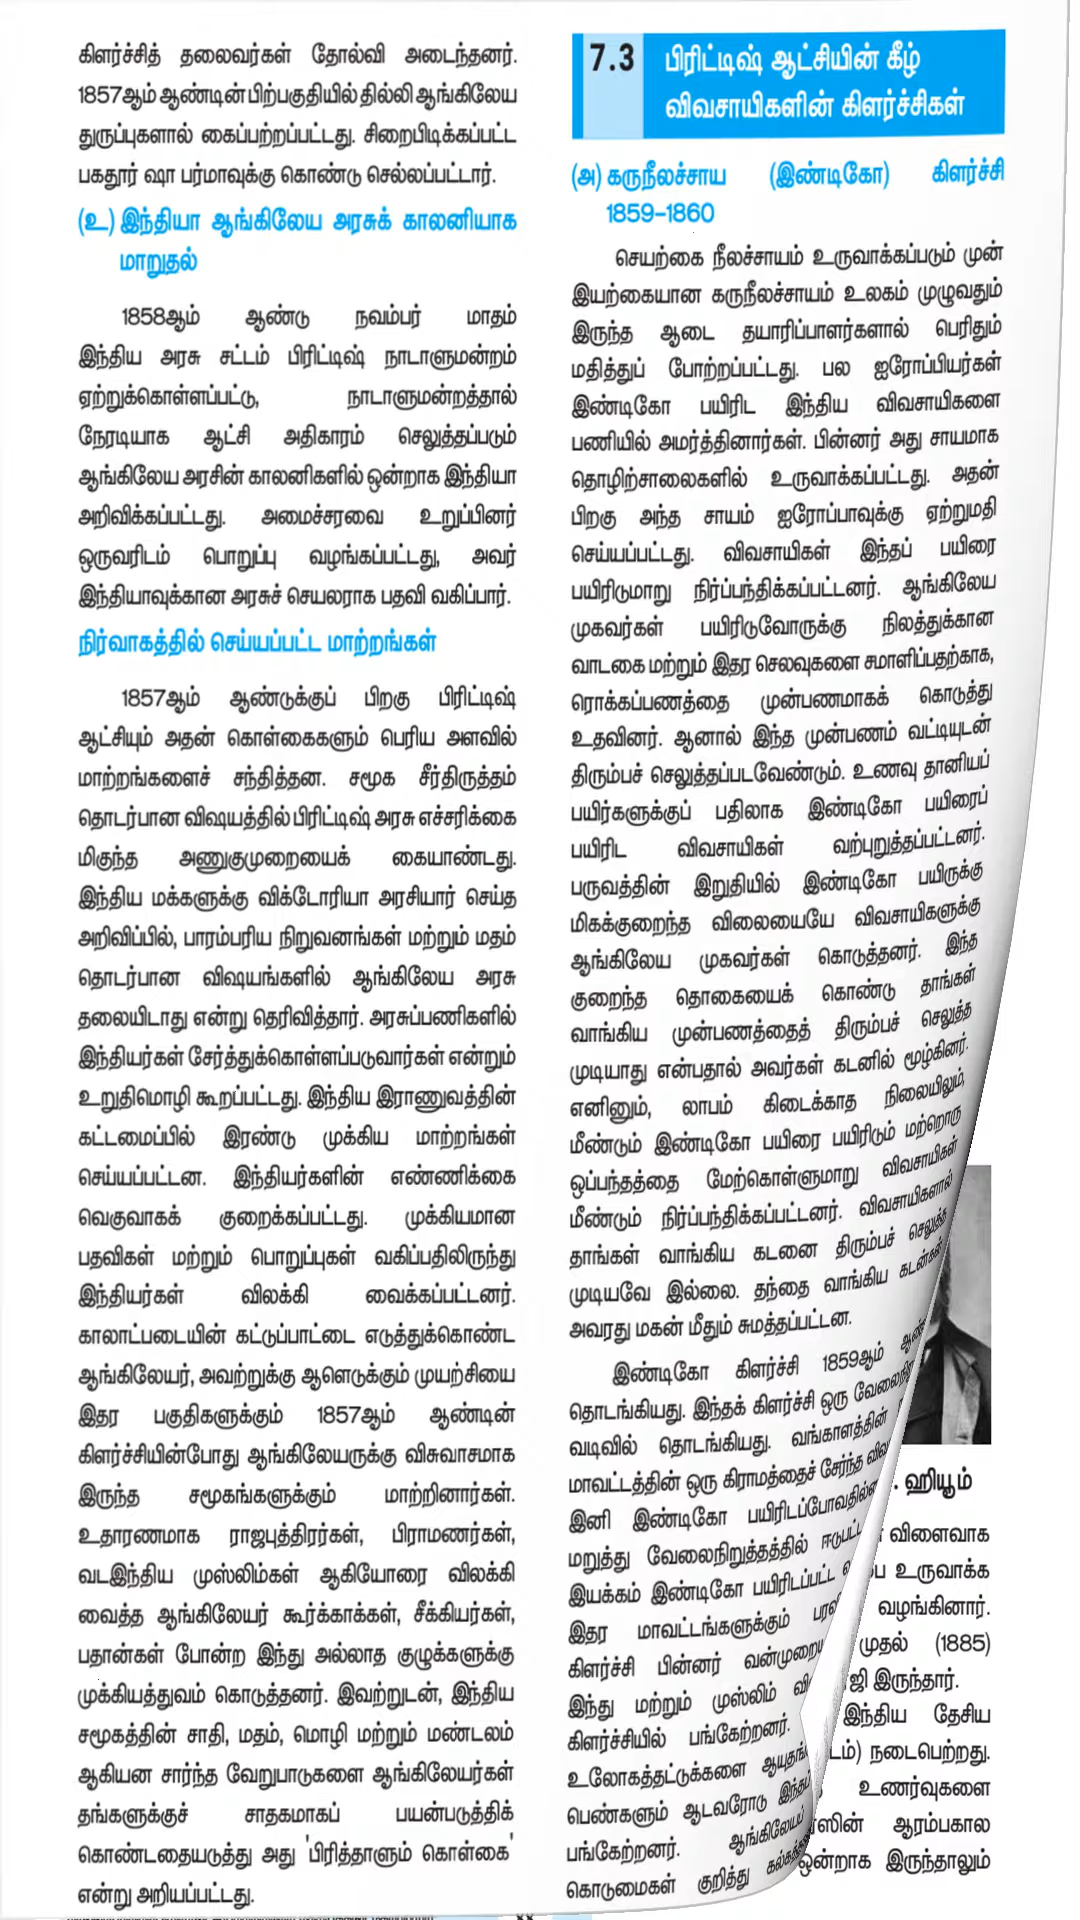 கிளர்ச்சித் தலைவர்கள் தோல்வி அடைந்தனர்.
1857ஆம் ஆண்டின் பிற்பகுதியில் தில்லி ஆங்கிலேய
துருப்புகளால் கைப்பற்றப்பட்டது. சிறைபிடிக்கப்பட்ட
பகதூர் ஷா பர்மாவுக்கு கொண்டு செல்லப்பட்டார்.
(உ) இந்தியா ஆங்கிலேய அரசுக் காலனியாக
மாறுதல்
1858ஆம் ஆண்டு நவம்பர் மாதம்
இந்திய அரசு சட்டம் பிரிட்டிஷ் நாடாளுமன்றம்
ஏற்றுக்கொள்ளப்பட்டு, நாடாளுமன்றத்தால்
நேரடியாக ஆட்சி அதிகாரம் செலுத்தப்படும்
ஆங்கிலேய அரசின் காலனிகளில் ஒன்றாக இந்தியா
அறிவிக்கப்பட்டது. அமைச்சரவை உறுப்பினர்
ஒருவரிடம் பொறுப்பு வழங்கப்பட்டது, அவர்
இந்தியாவுக்கான அரசுச் செயலராக பதவி வகிப்பார்.
நிர்வாகத்தில் செய்யப்பட்ட மாற்றங்கள்
1857ஆம் ஆண்டுக்குப் பிறகு பிரிட்டிஷ்
ஆட்சியும் அதன் கொள்கைகளும் பெரிய அளவில்
மாற்றங்களைச் சந்தித்தன. சமூக சீர்திருத்தம்
தொடர்பான விஷயத்தில் பிரிட்டிஷ் அரசு எச்சரிக்கை
மிகுந்த அணுகுமுறையைக் கையாண்டது.
இந்திய மக்களுக்கு விக்டோரியா அரசியார் செய்த
அறிவிப்பில், பாரம்பரிய நிறுவனங்கள் மற்றும் மதம்
தொடர்பான விஷயங்களில் ஆங்கிலேய அரசு
தலையிடாது என்று தெரிவித்தார். அரசுப்பணிகளில்
இந்தியர்கள் சேர்த்துக்கொள்ளப்படுவார்கள் என்றும்
உறுதிமொழி கூறப்பட்டது. இந்திய இராணுவத்தின்
கட்டமைப்பில் இரண்டு முக்கிய மாற்றங்கள்
செய்யப்பட்டன. இந்தியர்களின் எண்ணிக்கை
வெகுவாகக் குறைக்கப்பட்டது. முக்கியமான
பதவிகள் மற்றும் பொறுப்புகள் வகிப்பதிலிருந்து
இந்தியர்கள் விலக்கி வைக்கப்பட்டனர்.
காலாட்படையின் கட்டுப்பாட்டை எடுத்துக்கொண்ட
ஆங்கிலேயர், அவற்றுக்கு ஆளெடுக்கும் முயற்சியை
இதர பகுதிகளுக்கும் 1857ஆம் ஆண்டின்
கிளர்ச்சியின்போது ஆங்கிலேயருக்கு விசுவாசமாக
இருந்த சமூகங்களுக்கும் மாற்றினார்கள்.
உதாரணமாக ராஜபுத்திரர்கள், பிராமணர்கள்,
வடஇந்திய முஸ்லிம்கள் ஆகியோரை விலக்கி
வைத்த ஆங்கிலேயர் கூர்க்காக்கள், சீக்கியர்கள்,
பதான்கள் போன்ற இந்து அல்லாத குழுக்களுக்கு
முக்கியத்துவம் கொடுத்தனர். இவற்றுடன், இந்திய
சமூகத்தின் சாதி, மதம், மொழி மற்றும் மண்டலம்
ஆகியன சார்ந்த வேறுபாடுகளை ஆங்கிலேயர்கள்
தங்களுக்குச் சாதகமாகப் பயன்படுத்திக்
கொண்டதையடுத்து அது 'பிரித்தாளும் கொள்கை'
என்று அறியப்பட்டது.
7.3 பிரிட்டிஷ் ஆட்சியின் கீழ்
விவசாயிகளின் கிளர்ச்சிகள்
(அ) கருநீலச்சாய (இண்டிகோ) கிளர்ச்சி
1859–1860
செயற்கை நீலச்சாயம் உருவாக்கப்படும் முன்
இயற்கையான கருநீலச்சாயம் உலகம் முழுவதும்
இருந்த ஆடை தயாரிப்பாளர்களால் பெரிதும்
மதித்துப் போற்றப்பட்டது. பல ஐரோப்பியர்கள்
இண்டிகோ பயிரிட இந்திய விவசாயிகளை
பணியில் அமர்த்தினார்கள். பின்னர் அது சாயமாக
தொழிற்சாலைகளில் உருவாக்கப்பட்டது. அதன்
பிறகு அந்த சாயம் ஐரோப்பாவுக்கு ஏற்றுமதி
செய்யப்பட்டது. விவசாயிகள் இந்தப் பயிரை
பயிரிடுமாறு நிர்ப்பந்திக்கப்பட்டனர். ஆங்கிலேய
முகவர்கள் பயிரிடுவோருக்கு நிலத்துக்கான
வாடகை மற்றும் இதர செலவுகளை சமாளிப்பதற்காக,
ரொக்கப்பணத்தை முன்பணமாகக் கொடுத்து
உதவினர். ஆனால் இந்த முன்பணம் வட்டியுடன்
திரும்பச் செலுத்தப்படவேண்டும். உணவு தானியப்
பயிர்களுக்குப் பதிலாக இண்டிகோ பயிரைப்
பயிரிட விவசாயிகள் வற்புறுத்தப்பட்டனர்.
பருவத்தின் இறுதியில் இண்டிகோ பயிருக்கு
மிகக்குறைந்த விலையையே விவசாயிகளுக்கு
ஆங்கிலேய முகவர்கள் கொடுத்தனர். இந்த
குறைந்த தொகையைக் கொண்டு தாங்கள்
வாங்கிய முன்பணத்தைத் திரும்பச் செலுத்த
முடியாது என்பதால் அவர்கள் கடனில் மூழ்கினர்.
எனினும், லாபம் கிடைக்காத நிலையிலும்,
மீண்டும் இண்டிகோ பயிரை பயிரிடும் மற்றொரு
ஒப்பந்தத்தை மேற்கொள்ளுமாறு விவசாயிகள்
மீண்டும் நிர்ப்பந்திக்கப்பட்டனர். விவசாயிகளால்
தாங்கள் வாங்கிய கடனை திரும்பச் செலுத்த
முடியவே இல்லை. தந்தை வாங்கிய கடன்கள்
அவரது மகன் மீதும் சுமத்தப்பட்டன.
இண்டிகோ கிளர்ச்சி 1859ஆம்
தொடங்கியது. இந்தக் கிளர்ச்சி ஒரு
வடிவில் தொடங்கியது. வங்காளத்தின்
மாவட்டத்தின் ஒரு கிராமத்தைச் சேர்ந்த
இனி இண்டிகோ
மறுத்து வேலைநிறுத்தத்தில்
இயக்கம் இண்டிகோ பயிரிடப்பட்ட
இதர மாவட்டங்களுக்கும்
கிளர்ச்சி பின்னர்
இந்து மற்றும் முஸ்லிம்
கிளர்ச்சியில் பங்கேற்றனர்.
உலோகத்தட்டுக்களை
பெண்களும் ஆடவரோடு
பங்கேற்றனர்.
கொடுமைகள் குறித்து
ஹியூம்
விளைவாக
உருவாக்க
வழங்கினார்.
முதல் (1885)
இருந்தார்.
இந்திய தேசிய
நடைபெற்றது.
உணர்வுகளை
ஆரம்பகால
ஒன்றாக இருந்தாலும்